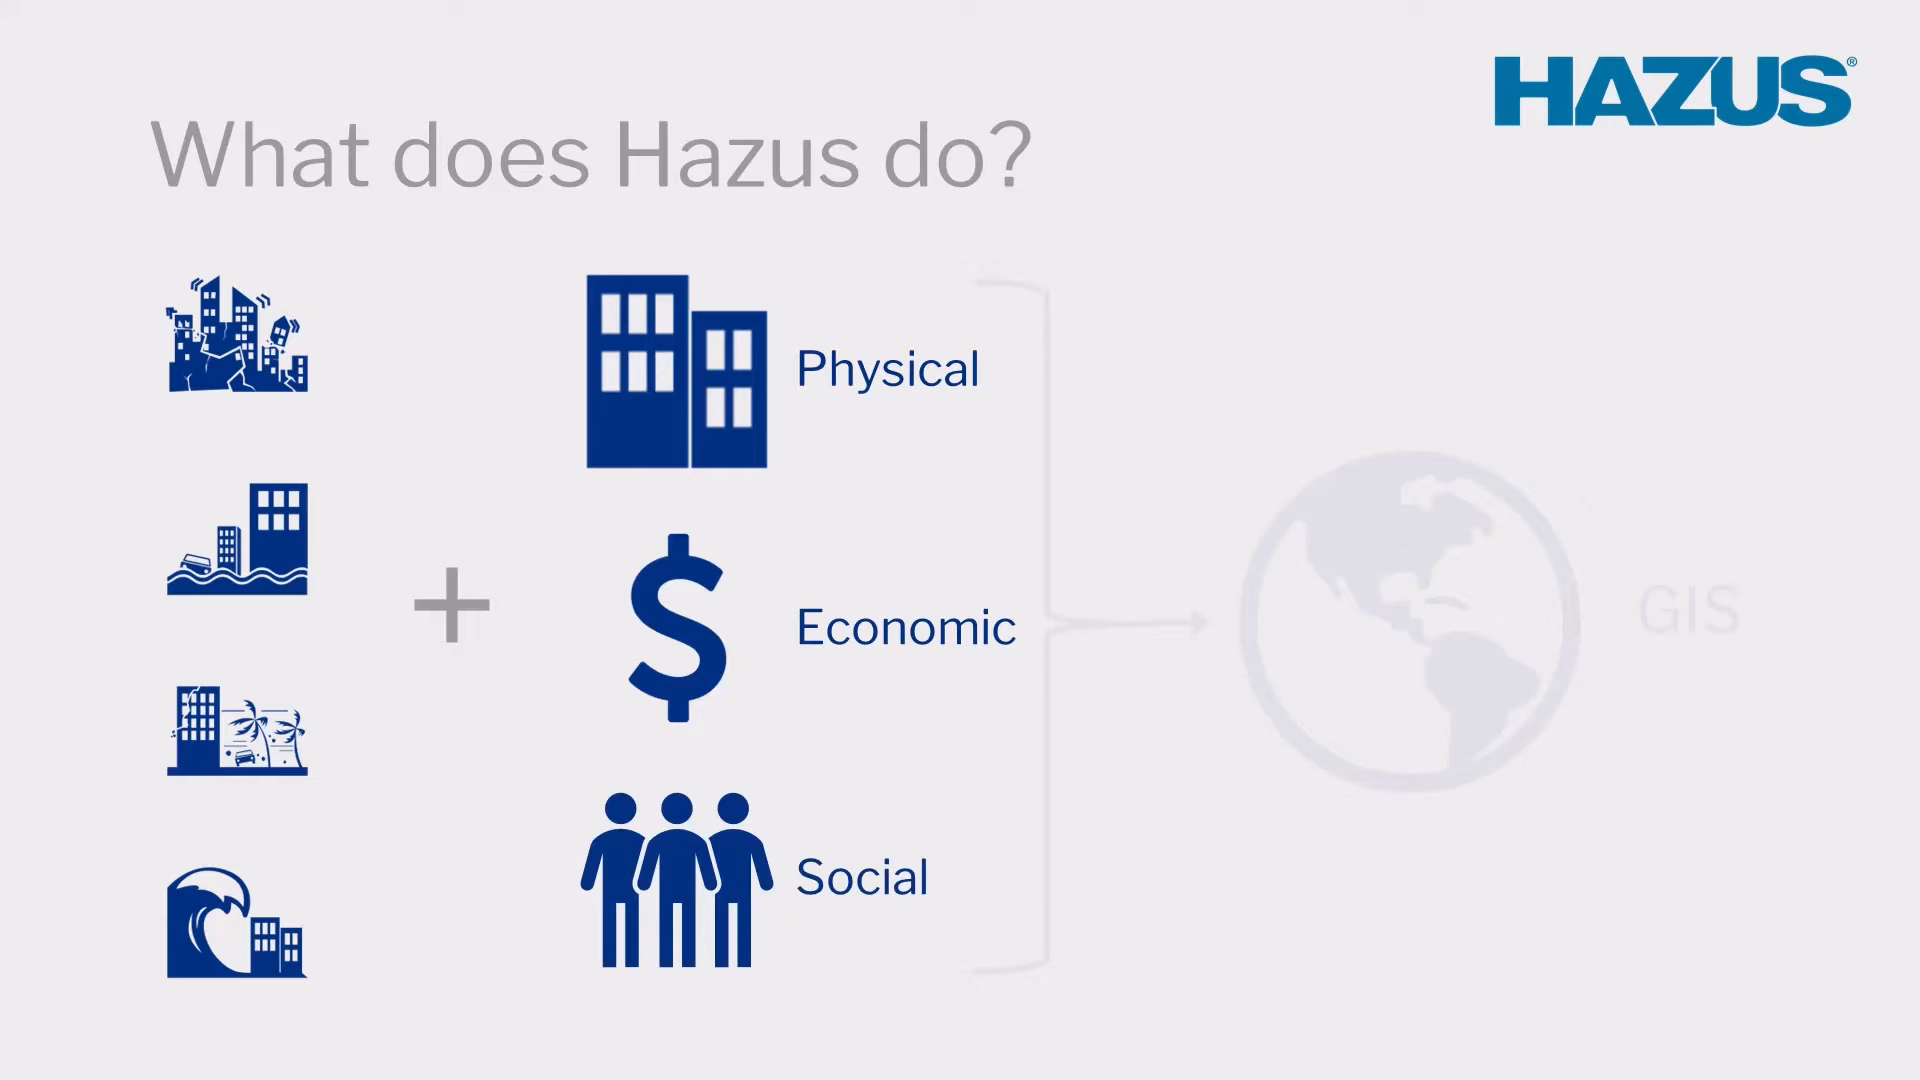 HAZUS®
What does Hazus do?
Physical
Economic
Social
GIS